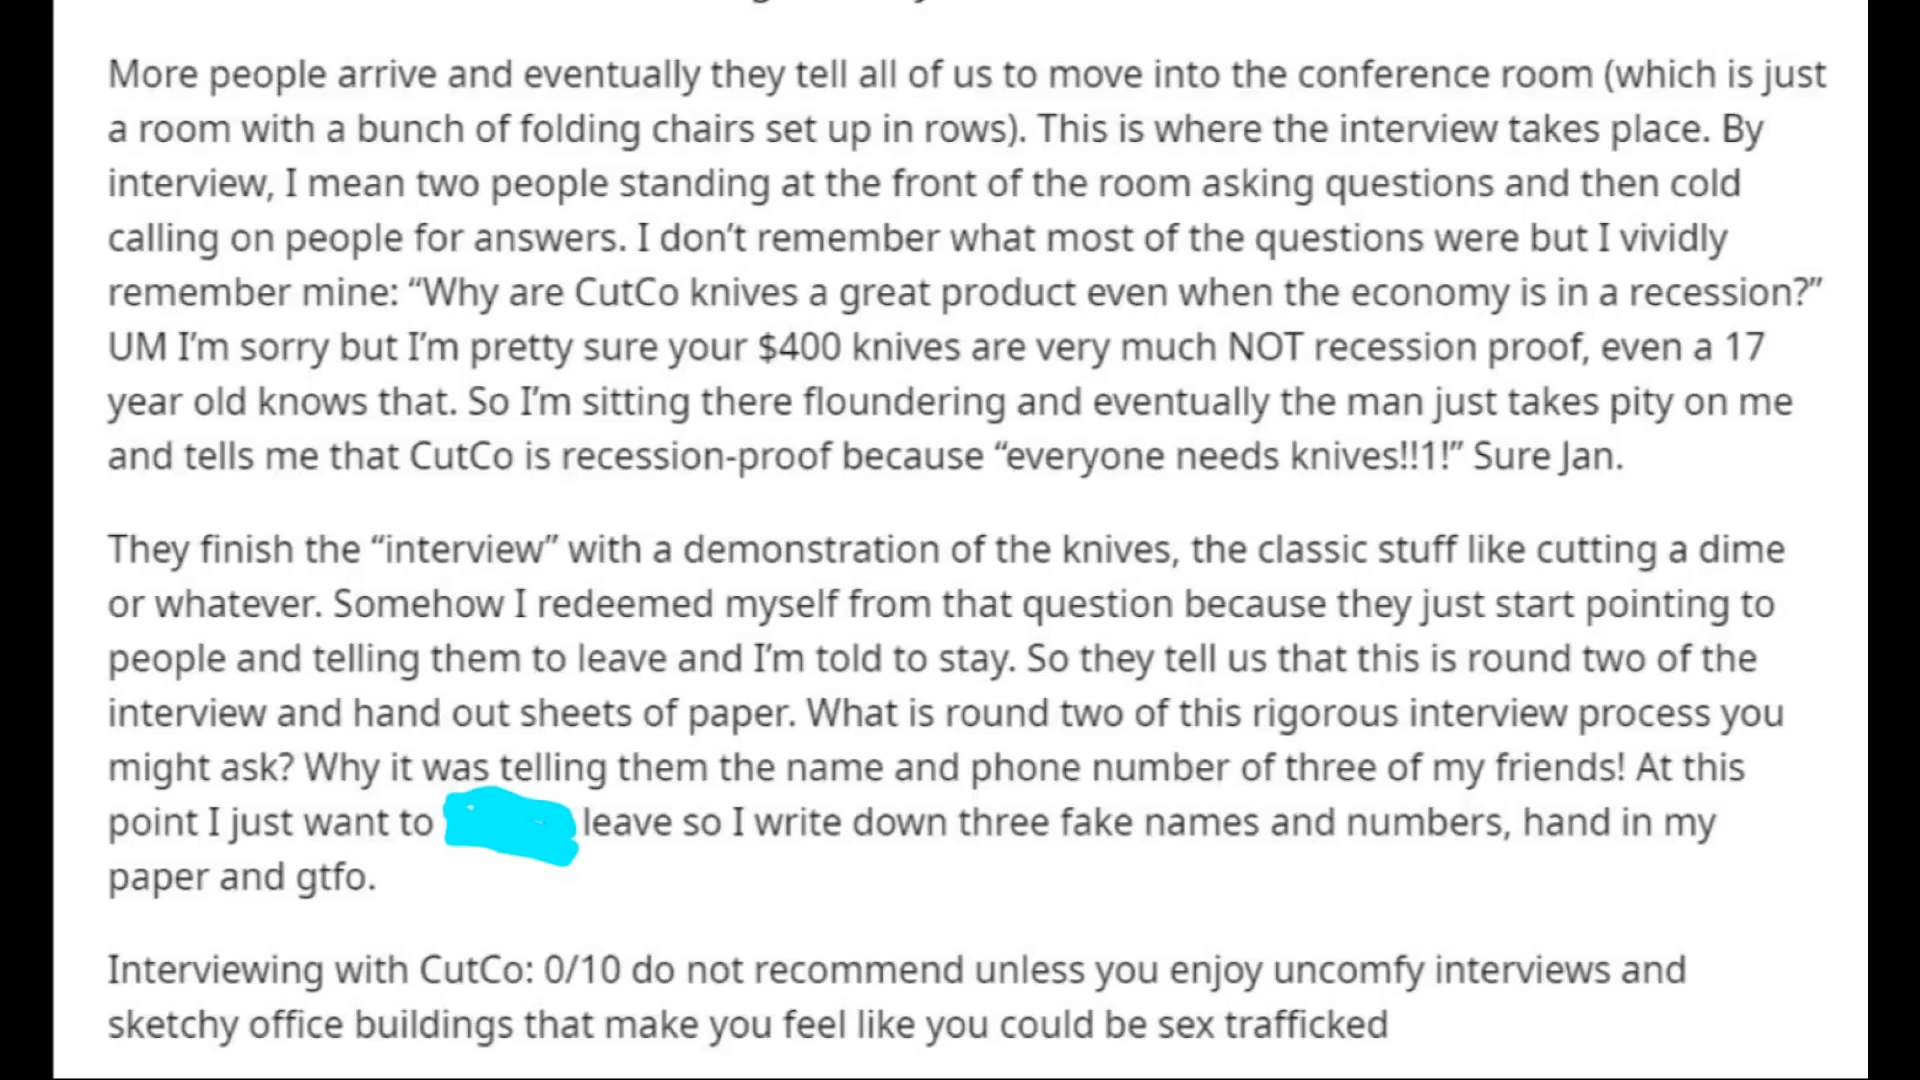 More people arrive and eventually they tell all of us to move into the conference room (which is just
a room with a bunch of folding chairs set up in rows). This is where the interview takes place. By
interview, I mean two people standing at the front of the room asking questions and then cold
calling on people for answers. I don’t remember what most of the questions were but I vividly
remember mine: “Why are CutCo knives a great product even when the economy is in a recession?”
UM I’m sorry but I’m pretty sure your $400 knives are very much NOT recession proof, even a 17
year old knows that. So I’m sitting there floundering and eventually the man just takes pity on me
and tells me that CutCo is recession-proof because “everyone needs knives!!1!” Sure Jan.
They finish the “interview” with a demonstration of the knives, the classic stuff like cutting a dime
or whatever. Somehow I redeemed myself from that question because they just start pointing to
people and telling them to leave and I’m told to stay. So they tell us that this is round two of the
interview and hand out sheets of paper. What is round two of this rigorous interview process you
might ask? Why it was telling them the name and phone number of three of my friends! At this
point I just want to leave so I write down three fake names and numbers, hand in my
paper and gtfo.
Interviewing with CutCo: 0/10 do not recommend unless you enjoy uncomfy interviews and
sketchy office buildings that make you feel like you could be sex trafficked